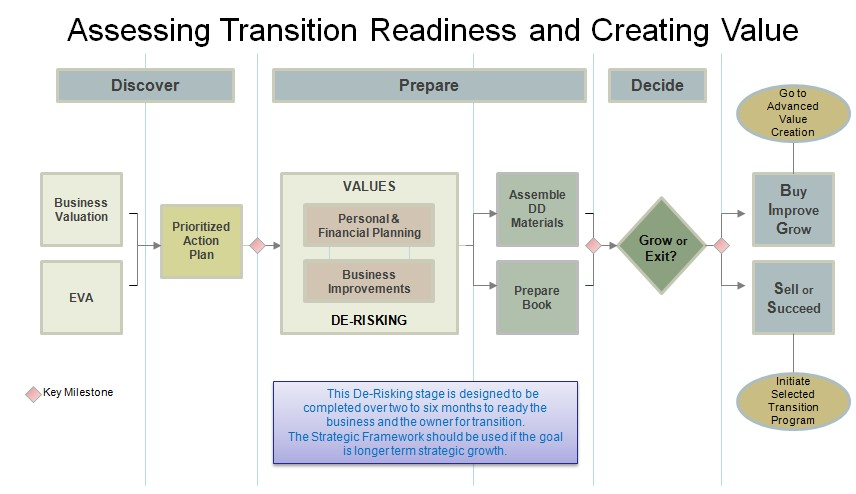 Assessing Transition Readiness and Creating Value
Discover
Prepare
Decide
Business
Valuation
EVA
Prioritized
Action
Plan
VALUES
Personal &
Financial Planning
Business
Improvements
DE-RISKING
Assemble
DD
Materials
Prepare
Book
Grow or
Exit?
Go to
Advanced
Value
Creation
Buy
Improve
Grow
Sell or
Succeed
Initiate
Selected
Transition
Program
Key Milestone
This De-Risking stage is designed to be
completed over two to six months to ready the
business and the owner for transition.
The Strategic Framework should be used if the goal
is longer term strategic growth.